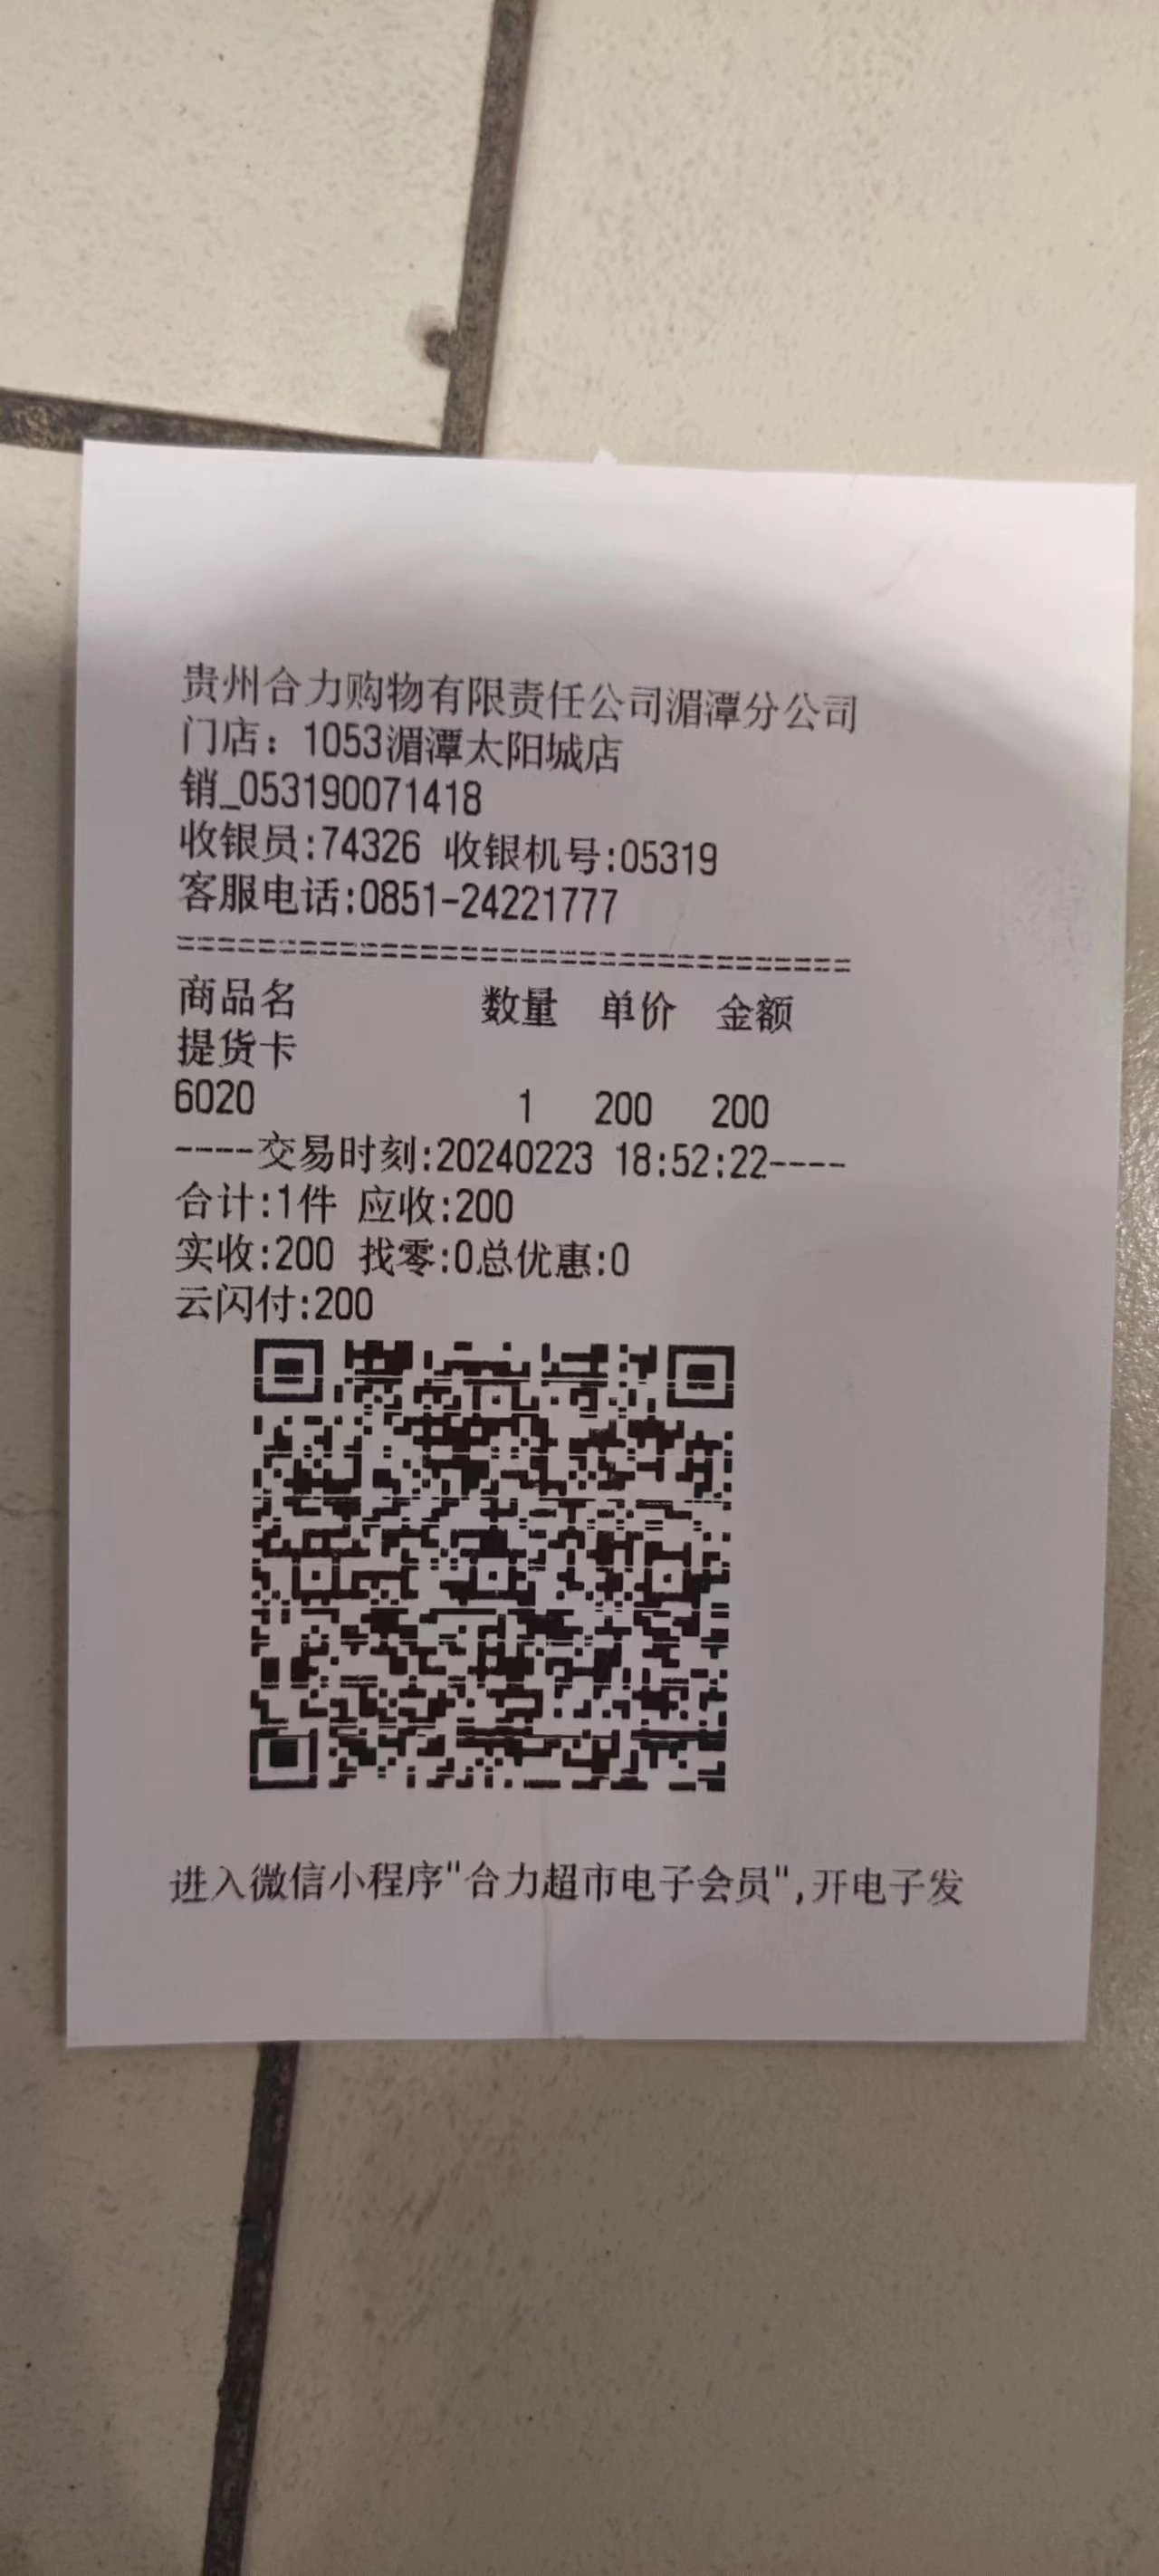 贵州合力购物有限责任公司湄潭分公司
门店：1053湄潭太阳城店
销_053190071418
收银员:74326 收银机号:05319
客服电话:0851-24221777
==================================
商品名 数量 单价 金额
提货卡
6020 1 200 200
----交易时刻:20240223 18:52:22----
合计:1件 应收:200
实收:200 找零:0总优惠:0
云闪付:200
进入微信小程序"合力超市电子会员",开电子发